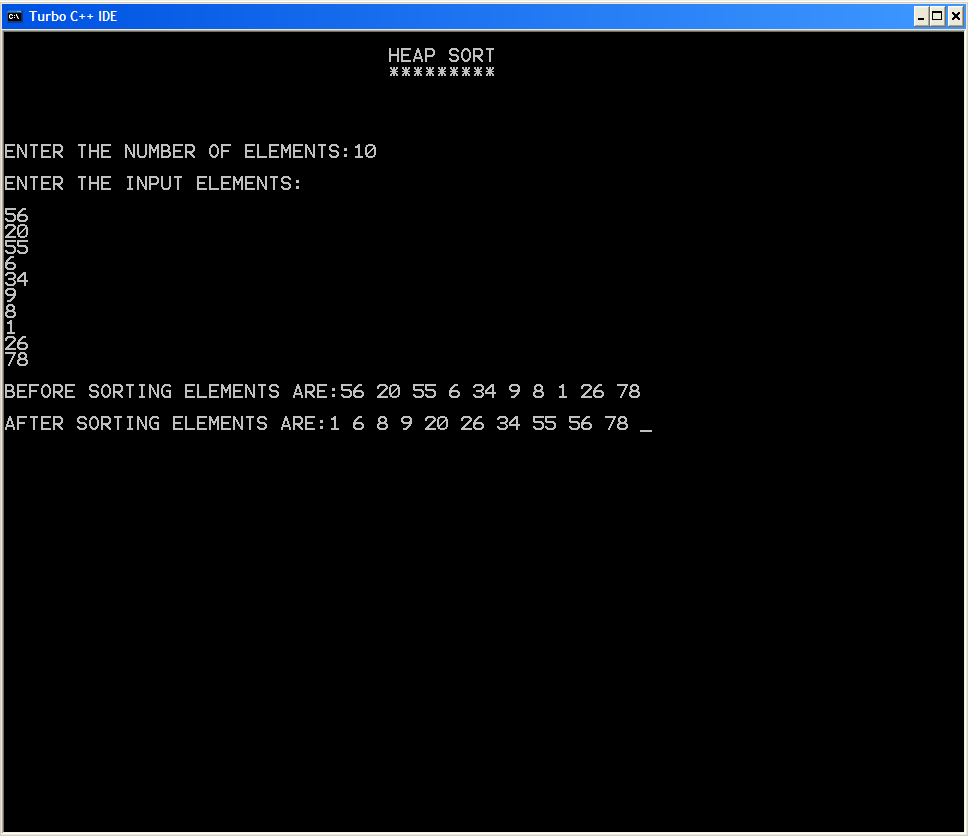 Turbo C++ IDE
HEAP SORT
*********
ENTER THE NUMBER OF ELEMENTS:10
ENTER THE INPUT ELEMENTS:
56
20
55
6
34
9
8
1
26
78
BEFORE SORTING ELEMENTS ARE:56 20 55 6 34 9 8 1 26 78
AFTER SORTING ELEMENTS ARE:1 6 8 9 20 26 34 55 56 78 _